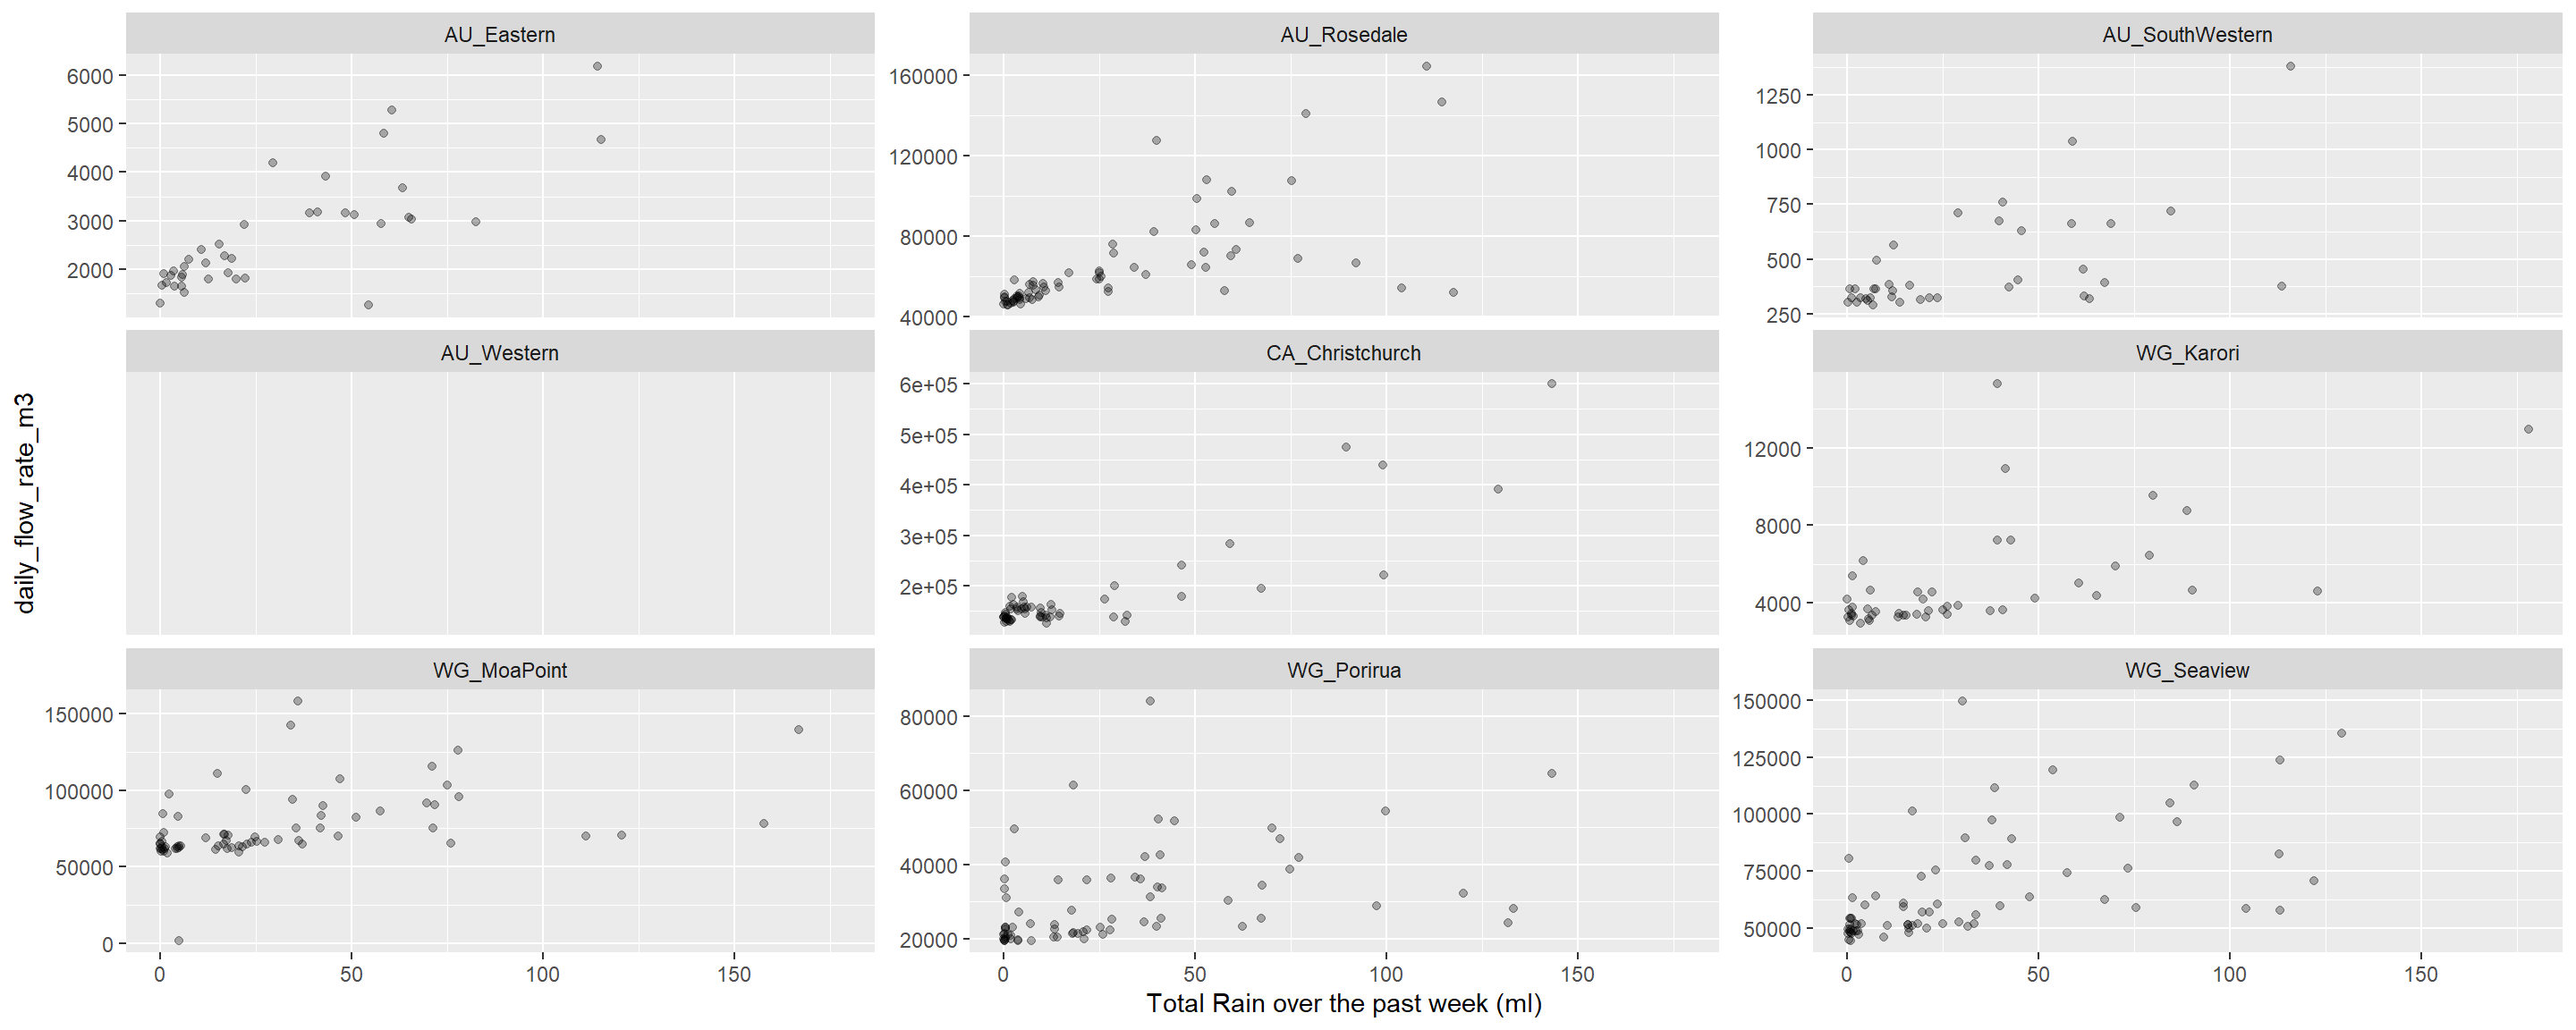 AU_Eastern
AU_Rosedale
AU_SouthWestern
6000
5000
4000
3000
2000
160000
120000
80000
40000
1250
1000
750
500
250
AU_Western
CA_Christchurch
WG_Karori
6e+05
5e+05
4e+05
3e+05
2e+05
12000
8000
4000
WG_MoaPoint
WG_Porirua
WG_Seaview
150000
100000
50000
0
80000
60000
40000
20000
150000
125000
100000
75000
50000
0 50 100 150
0 50 100 150
0 50 100 150
Total Rain over the past week (ml)
daily_flow_rate_m3